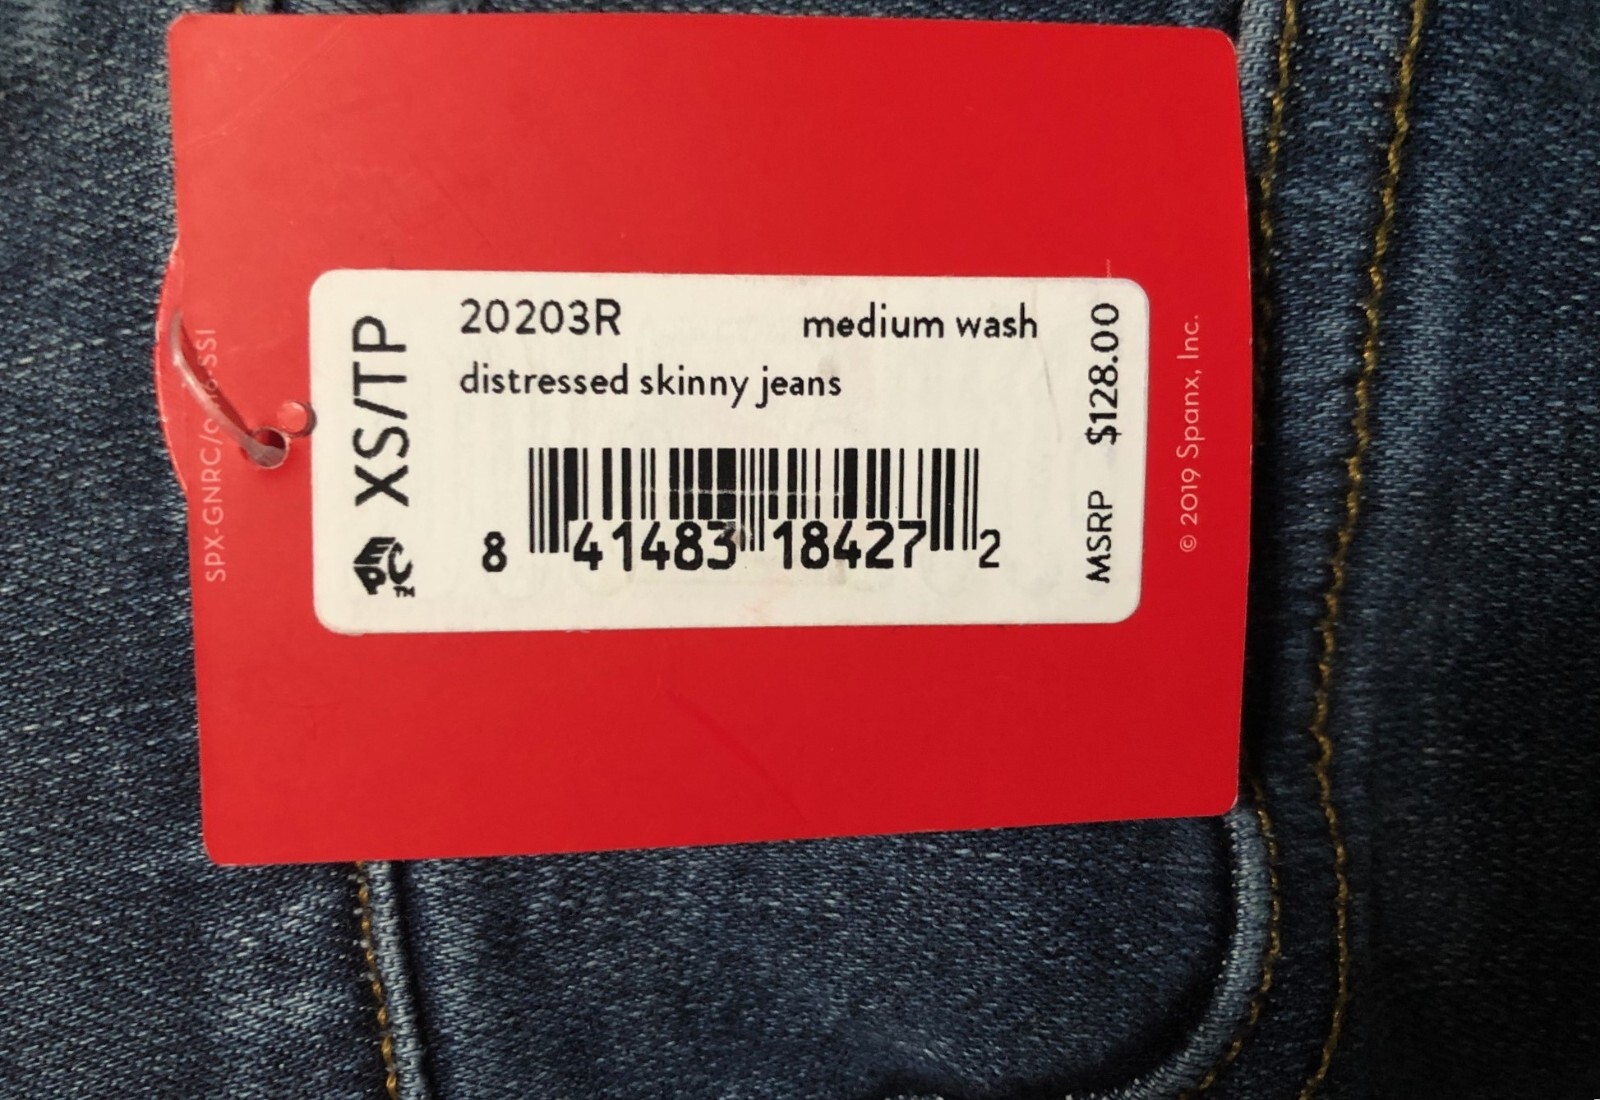 20203R medium wash
distressed skinny jeans
XS/TP
8 41483 18427 2
MSRP $128.00
© 2019 Spanx, Inc.